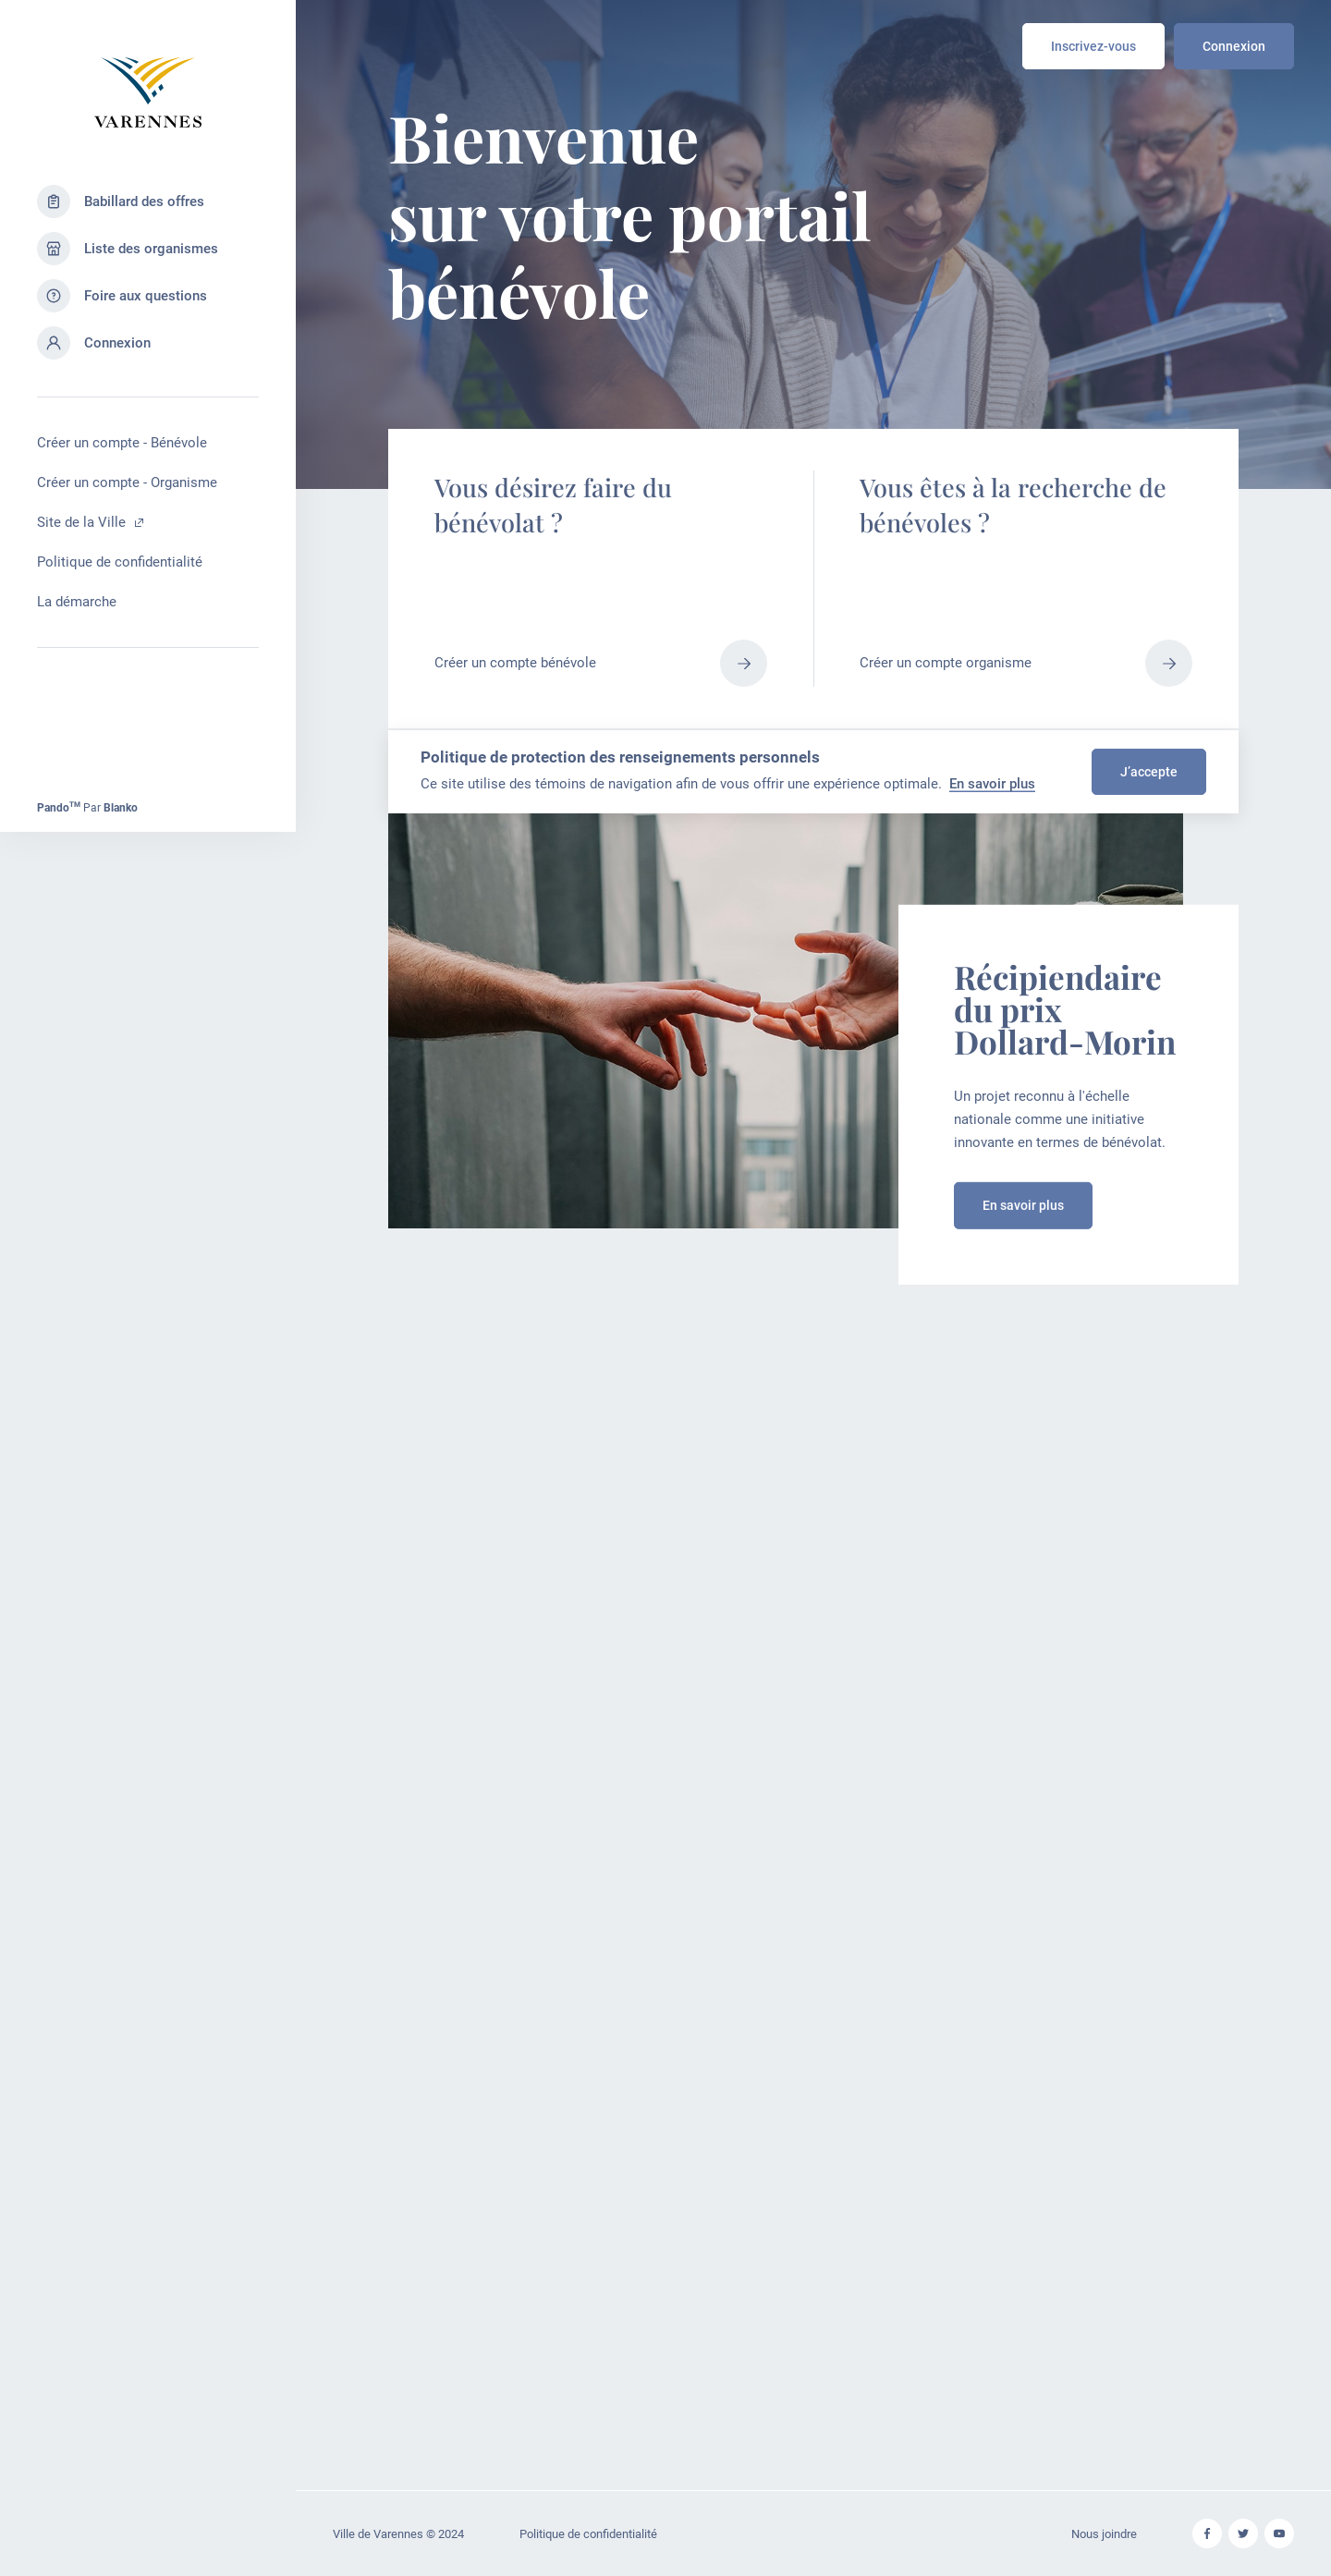 VARENNES
Babillard des offres
Liste des organismes
Foire aux questions
Connexion
Créer un compte - Bénévole
Créer un compte - Organisme
Site de la Ville
Politique de confidentialité
La démarche
Pando™ Par Blanko
Inscrivez-vous
Connexion
Bienvenue
sur votre portail
bénévole
Vous désirez faire du
bénévolat ?
Créer un compte bénévole
Vous êtes à la recherche de
bénévoles ?
Créer un compte organisme
Politique de protection des renseignements personnels
Ce site utilise des témoins de navigation afin de vous offrir une expérience optimale. En savoir plus
J’accepte
Récipiendaire
du prix
Dollard-Morin
Un projet reconnu à l'échelle
nationale comme une initiative
innovante en termes de bénévolat.
En savoir plus
Ville de Varennes © 2024
Politique de confidentialité
Nous joindre